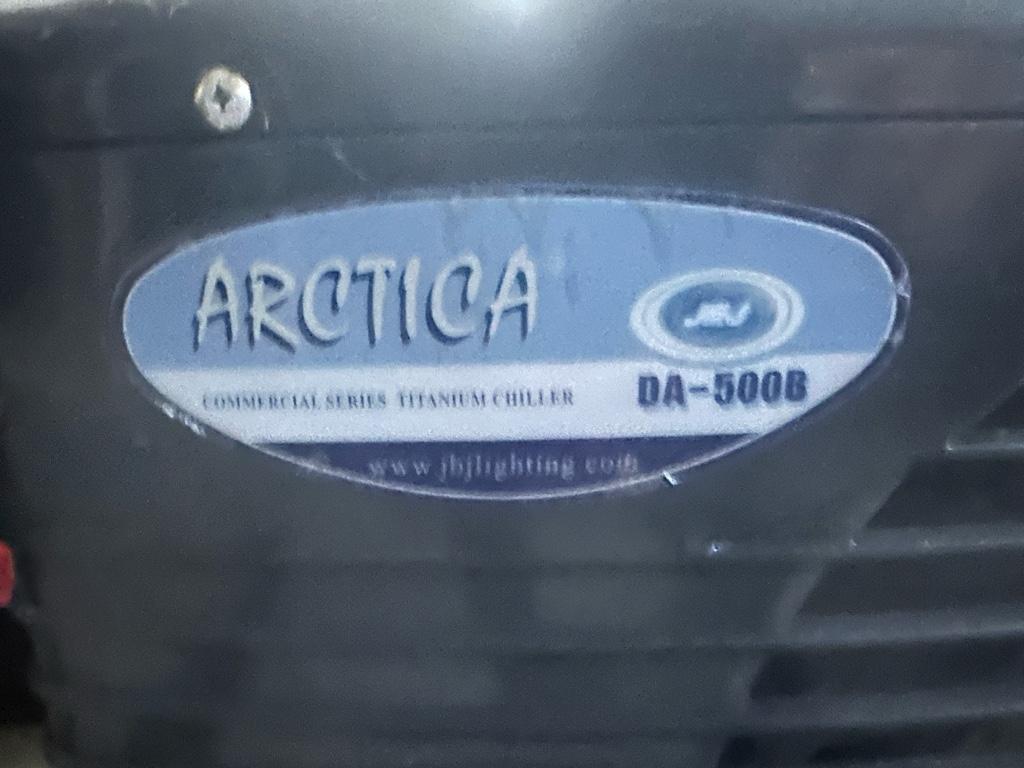 ARCTICA
JBJ
COMMERCIAL SERIES TITANIUM CHILLER
DA-500B
www.jbjlighting.com